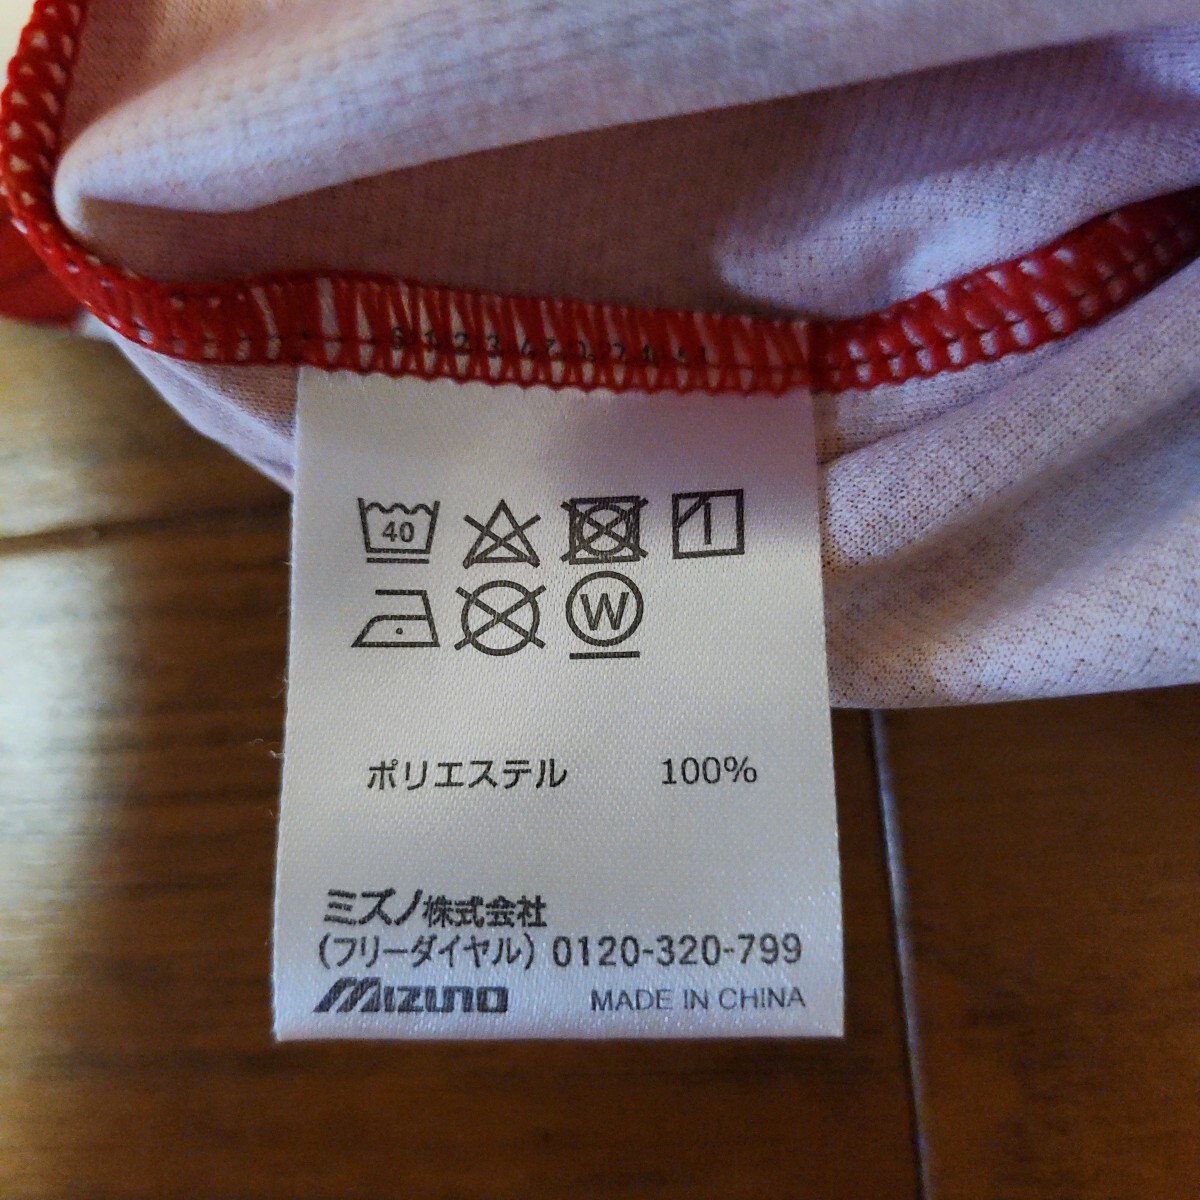 40
W
ポリエステル 100%
ミズノ株式会社
(フリーダイヤル) 0120-320-799
MIZUNO MADE IN CHINA